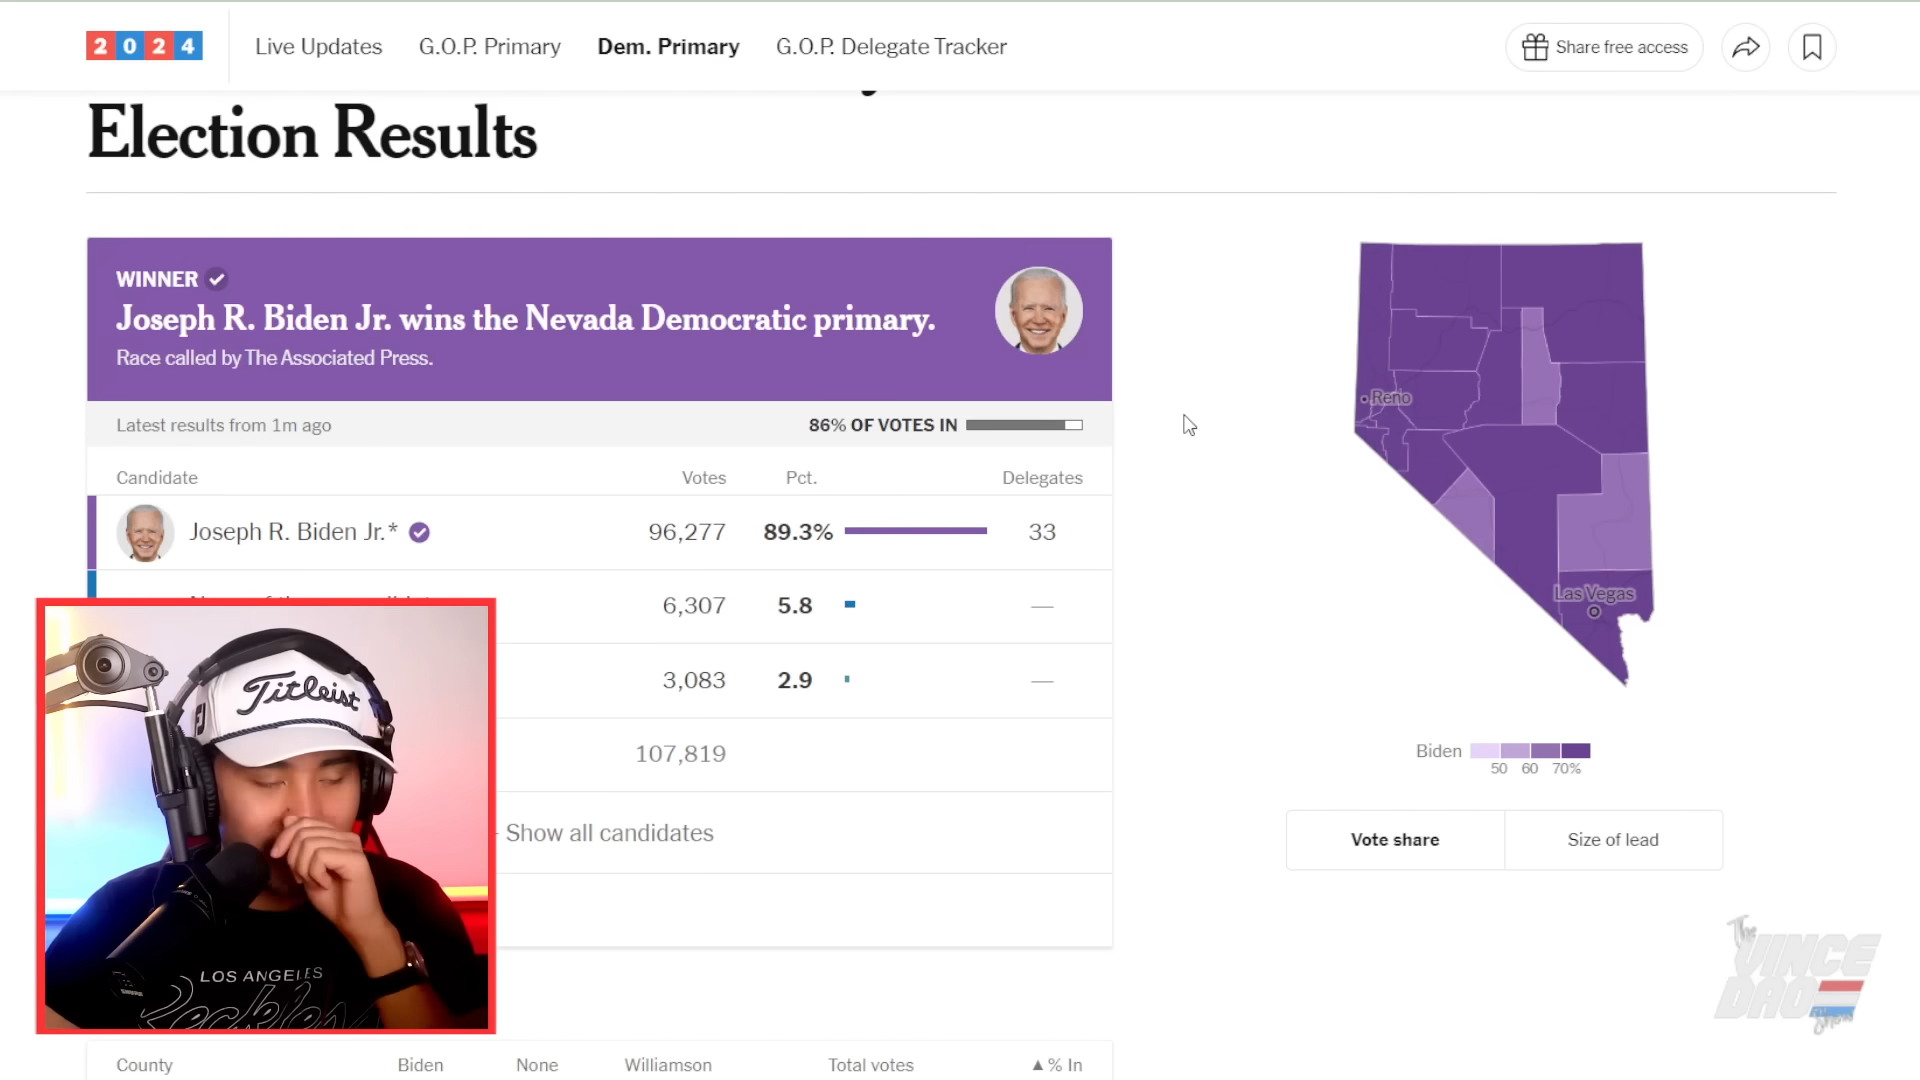 2024
Live Updates
G.O.P. Primary
Dem. Primary
G.O.P. Delegate Tracker
Share free access
Election Results
WINNER
Joseph R. Biden Jr. wins the Nevada Democratic primary.
Race called by The Associated Press.
Latest results from 1m ago
86% OF VOTES IN
Candidate Votes Pct. Delegates
Joseph R. Biden Jr.* 96,277 89.3% 33
6,307 5.8 —
3,083 2.9 —
107,819
Show all candidates
County Biden None Williamson Total votes ▲ % In
Reno
Las Vegas
Biden
50 60 70%
Vote share
Size of lead
Titleist
LOS ANGELES
The
VINCE
DAO
Show